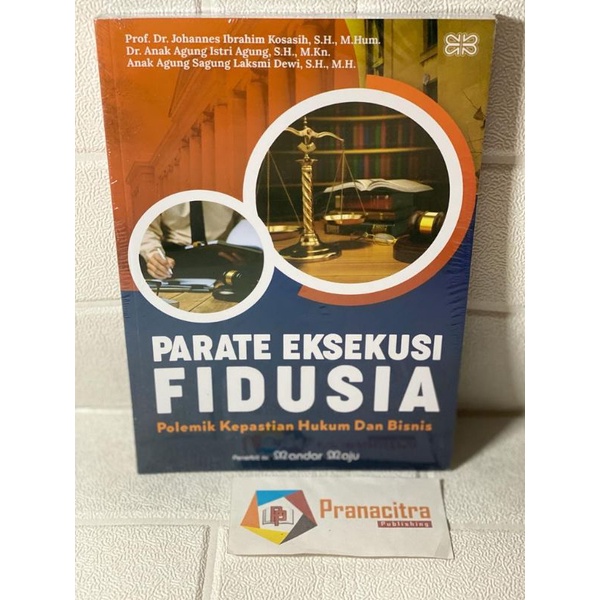 Prof. Dr. Johannes Ibrahim Kosasih, S.H., M.Hum.
Dr. Anak Agung Istri Agung, S.H., M.Kn.
Anak Agung Sagung Laksmi Dewi, S.H., M.H.
PARATE EKSEKUSI
FIDUSIA
Polemik Kepastian Hukum Dan Bisnis
Mandar Maju
Pranacitra
Publishing